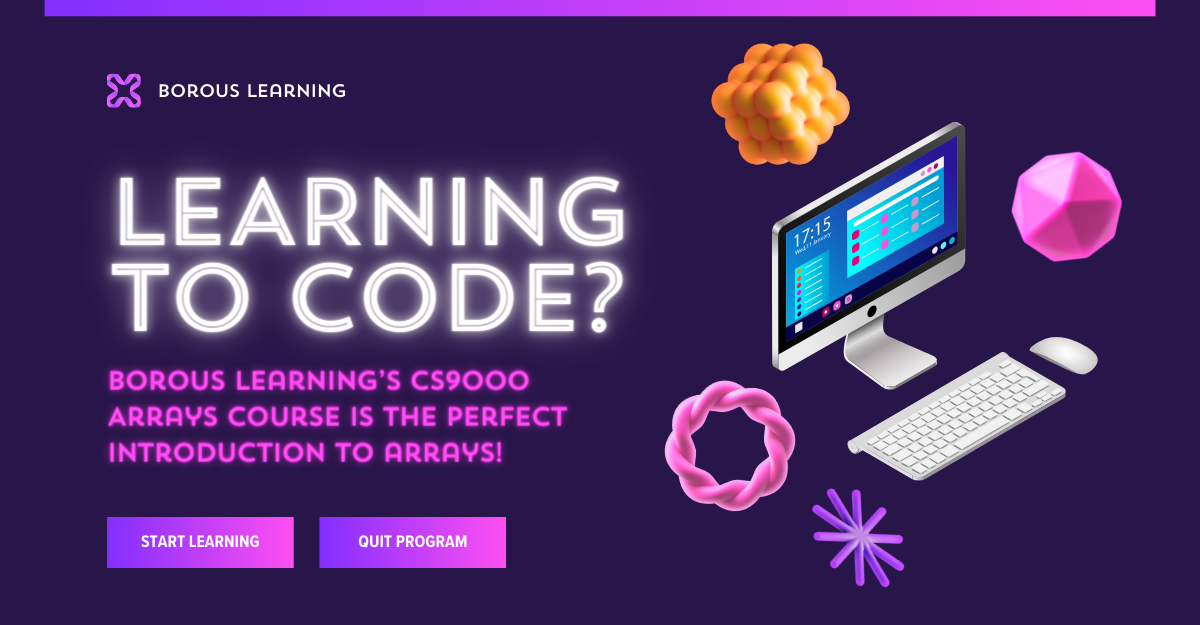 BOROUS LEARNING
LEARNING
TO CODE?
BOROUS LEARNING'S CS9000
ARRAYS COURSE IS THE PERFECT
INTRODUCTION TO ARRAYS!
START LEARNING
QUIT PROGRAM
17:15
Wed, 11 January